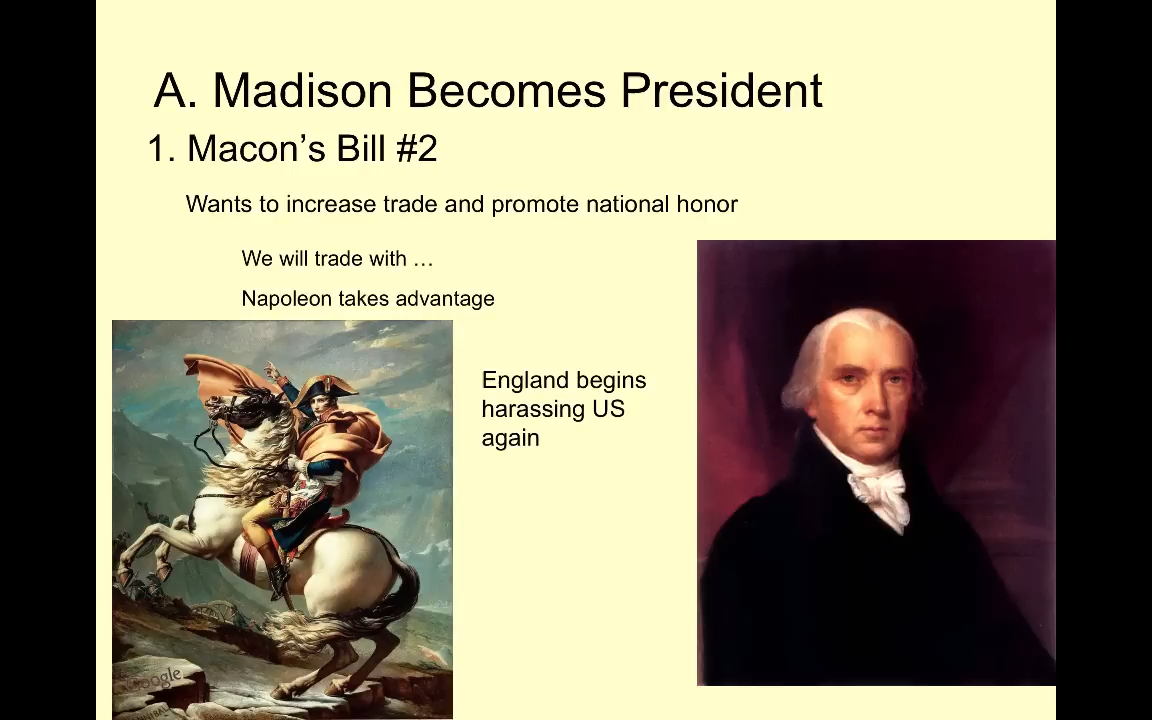 A. Madison Becomes President
1. Macon’s Bill #2
Wants to increase trade and promote national honor
We will trade with …
Napoleon takes advantage
England begins
harassing US
again
Google